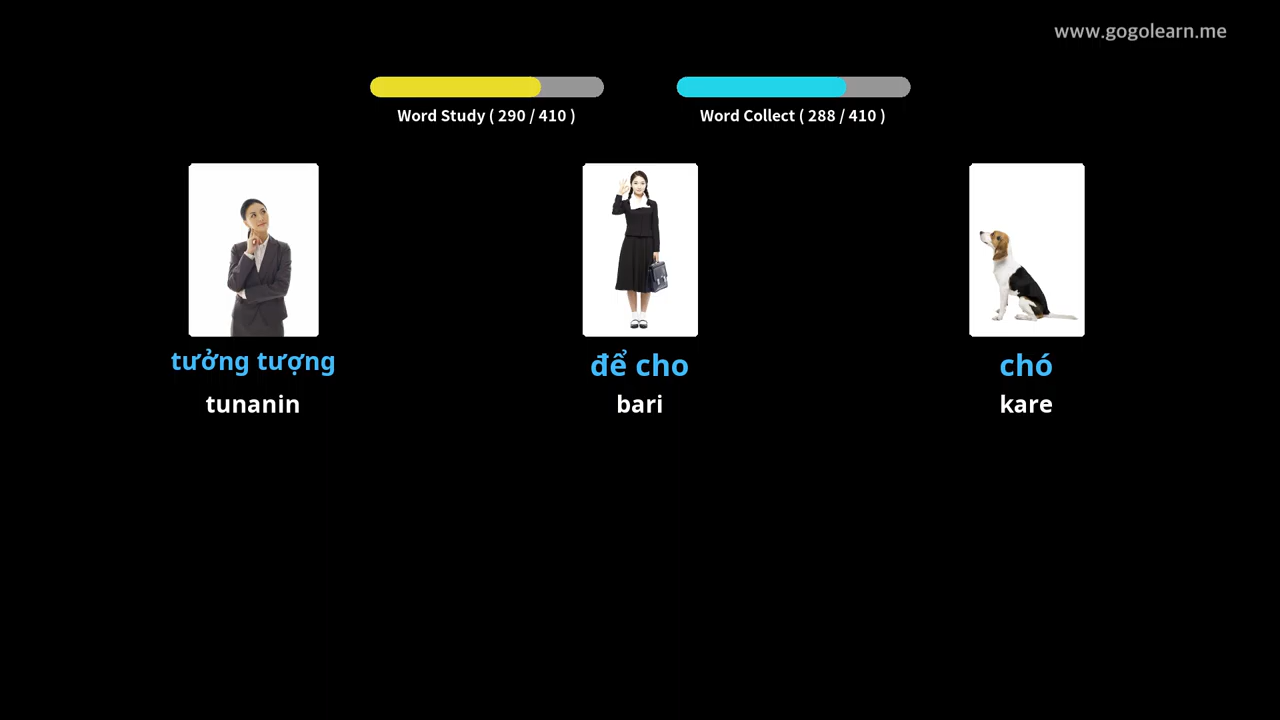 www.gogolearn.me
Word Study ( 290 / 410 )
Word Collect ( 288 / 410 )
tưởng tượng
để cho
chó
tunanin
bari
kare